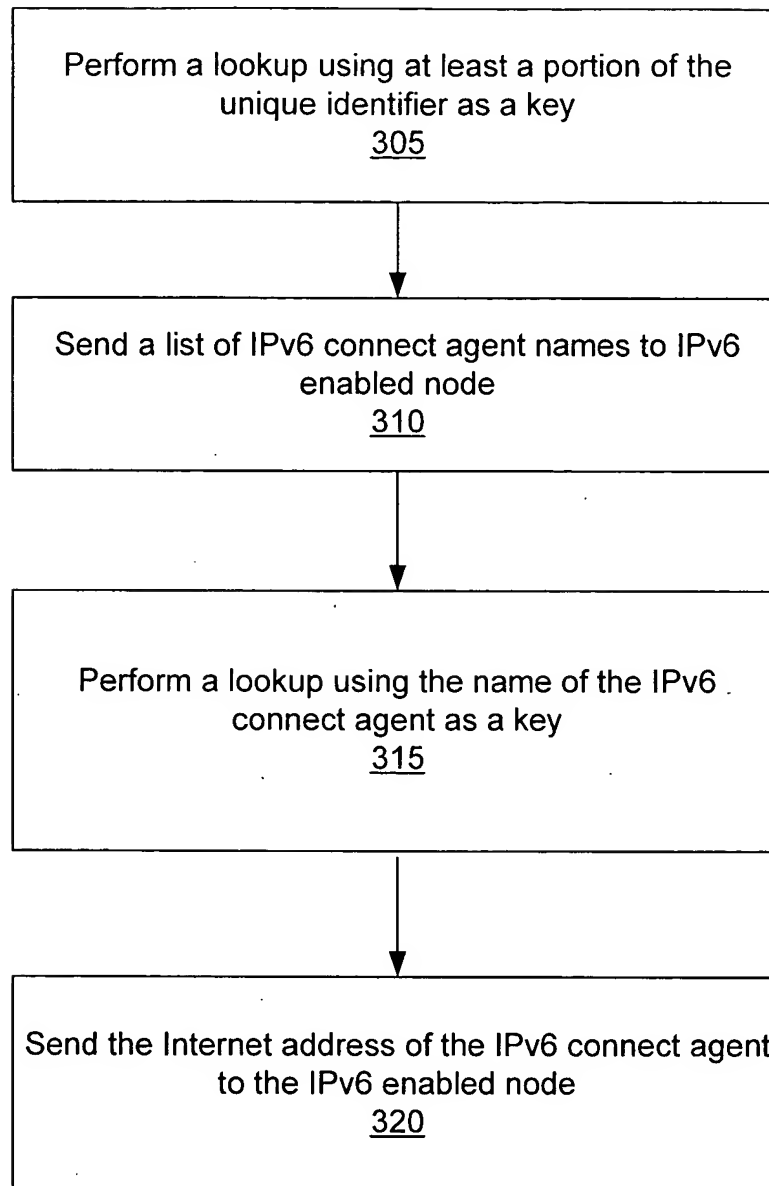 Perform a lookup using at least a portion of the
unique identifier as a key
305
Send a list of IPv6 connect agent names to IPv6
enabled node
310
Perform a lookup using the name of the IPv6
connect agent as a key
315
Send the Internet address of the IPv6 connect agent
to the IPv6 enabled node
320